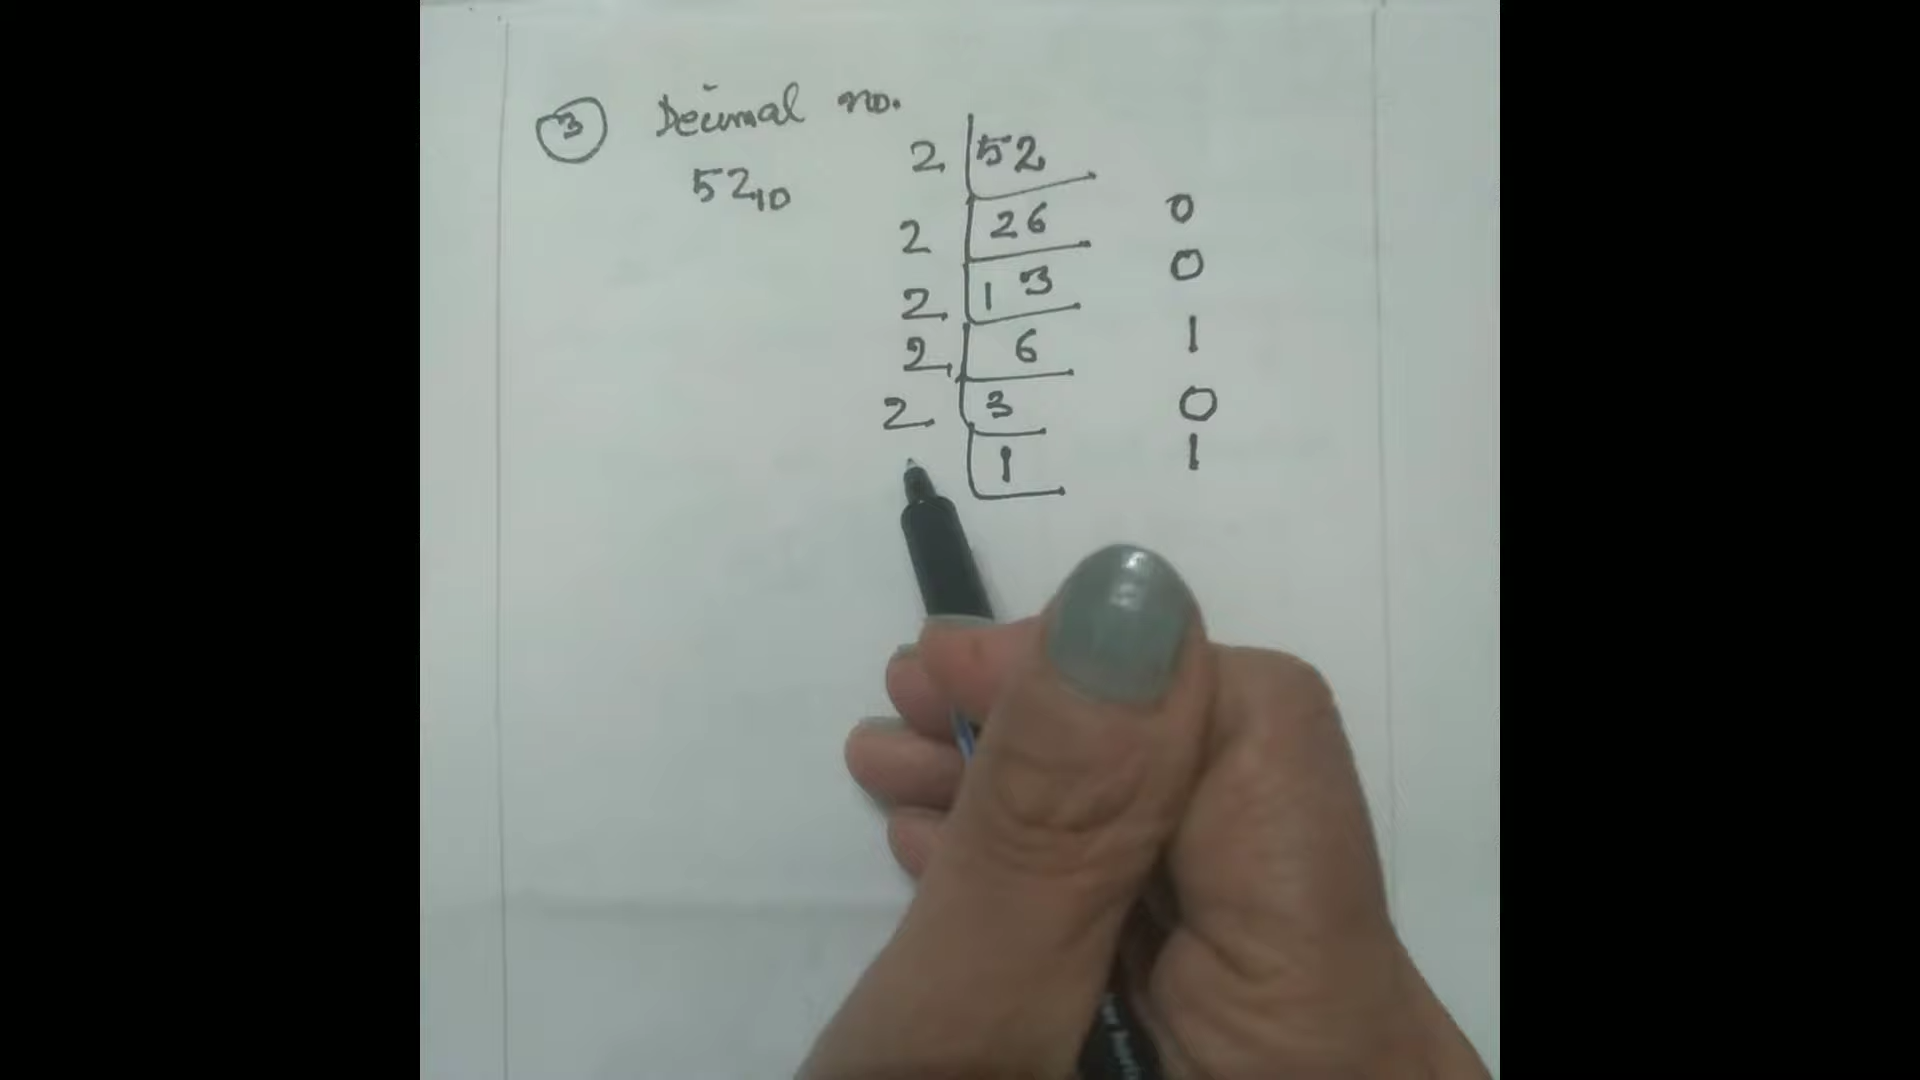 ③ Decimal no.
52₁₀
2 52
2 26 0
2 13 0
2 6 1
2 3 0
1 1